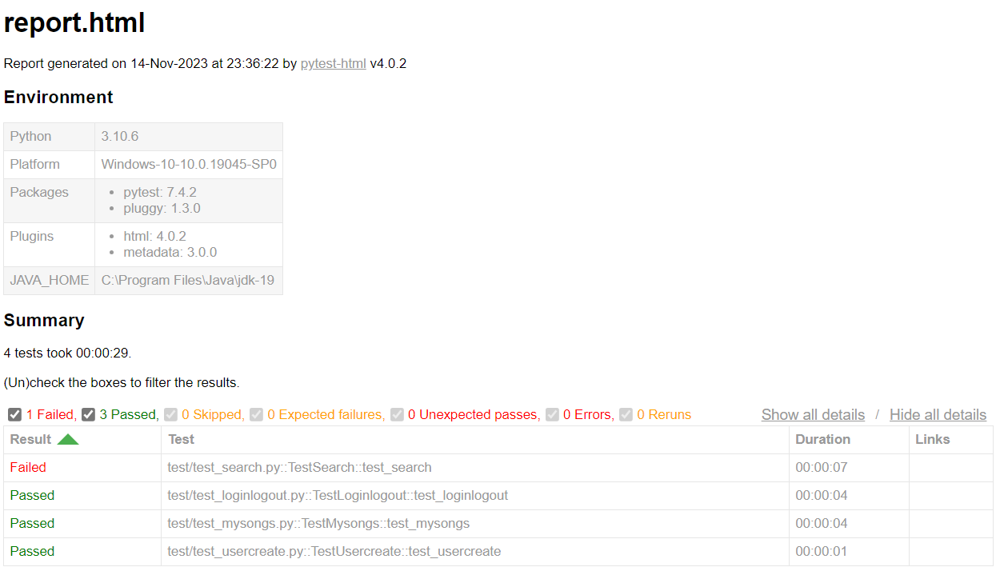 report.html
Report generated on 14-Nov-2023 at 23:36:22 by pytest-html v4.0.2
Environment
Python 3.10.6
Platform Windows-10-10.0.19045-SP0
Packages • pytest: 7.4.2
• pluggy: 1.3.0
Plugins • html: 4.0.2
• metadata: 3.0.0
JAVA_HOME C:\Program Files\Java\jdk-19
Summary
4 tests took 00:00:29.
(Un)check the boxes to filter the results.
1 Failed, 3 Passed, 0 Skipped, 0 Expected failures, 0 Unexpected passes, 0 Errors, 0 Reruns Show all details / Hide all details
Result Test Duration Links
Failed test/test_search.py::TestSearch::test_search 00:00:07
Passed test/test_loginlogout.py::TestLoginlogout::test_loginlogout 00:00:04
Passed test/test_mysongs.py::TestMysongs::test_mysongs 00:00:04
Passed test/test_usercreate.py::TestUsercreate::test_usercreate 00:00:01